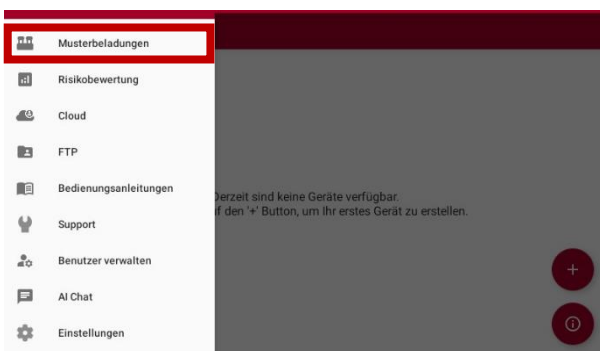 Musterbeladungen
Risikobewertung
Cloud
FTP
Bedienungsanleitungen
Support
Benutzer verwalten
AI Chat
Einstellungen
Derzeit sind keine Geräte verfügbar.
den '+' Button, um Ihr erstes Gerät zu erstellen.